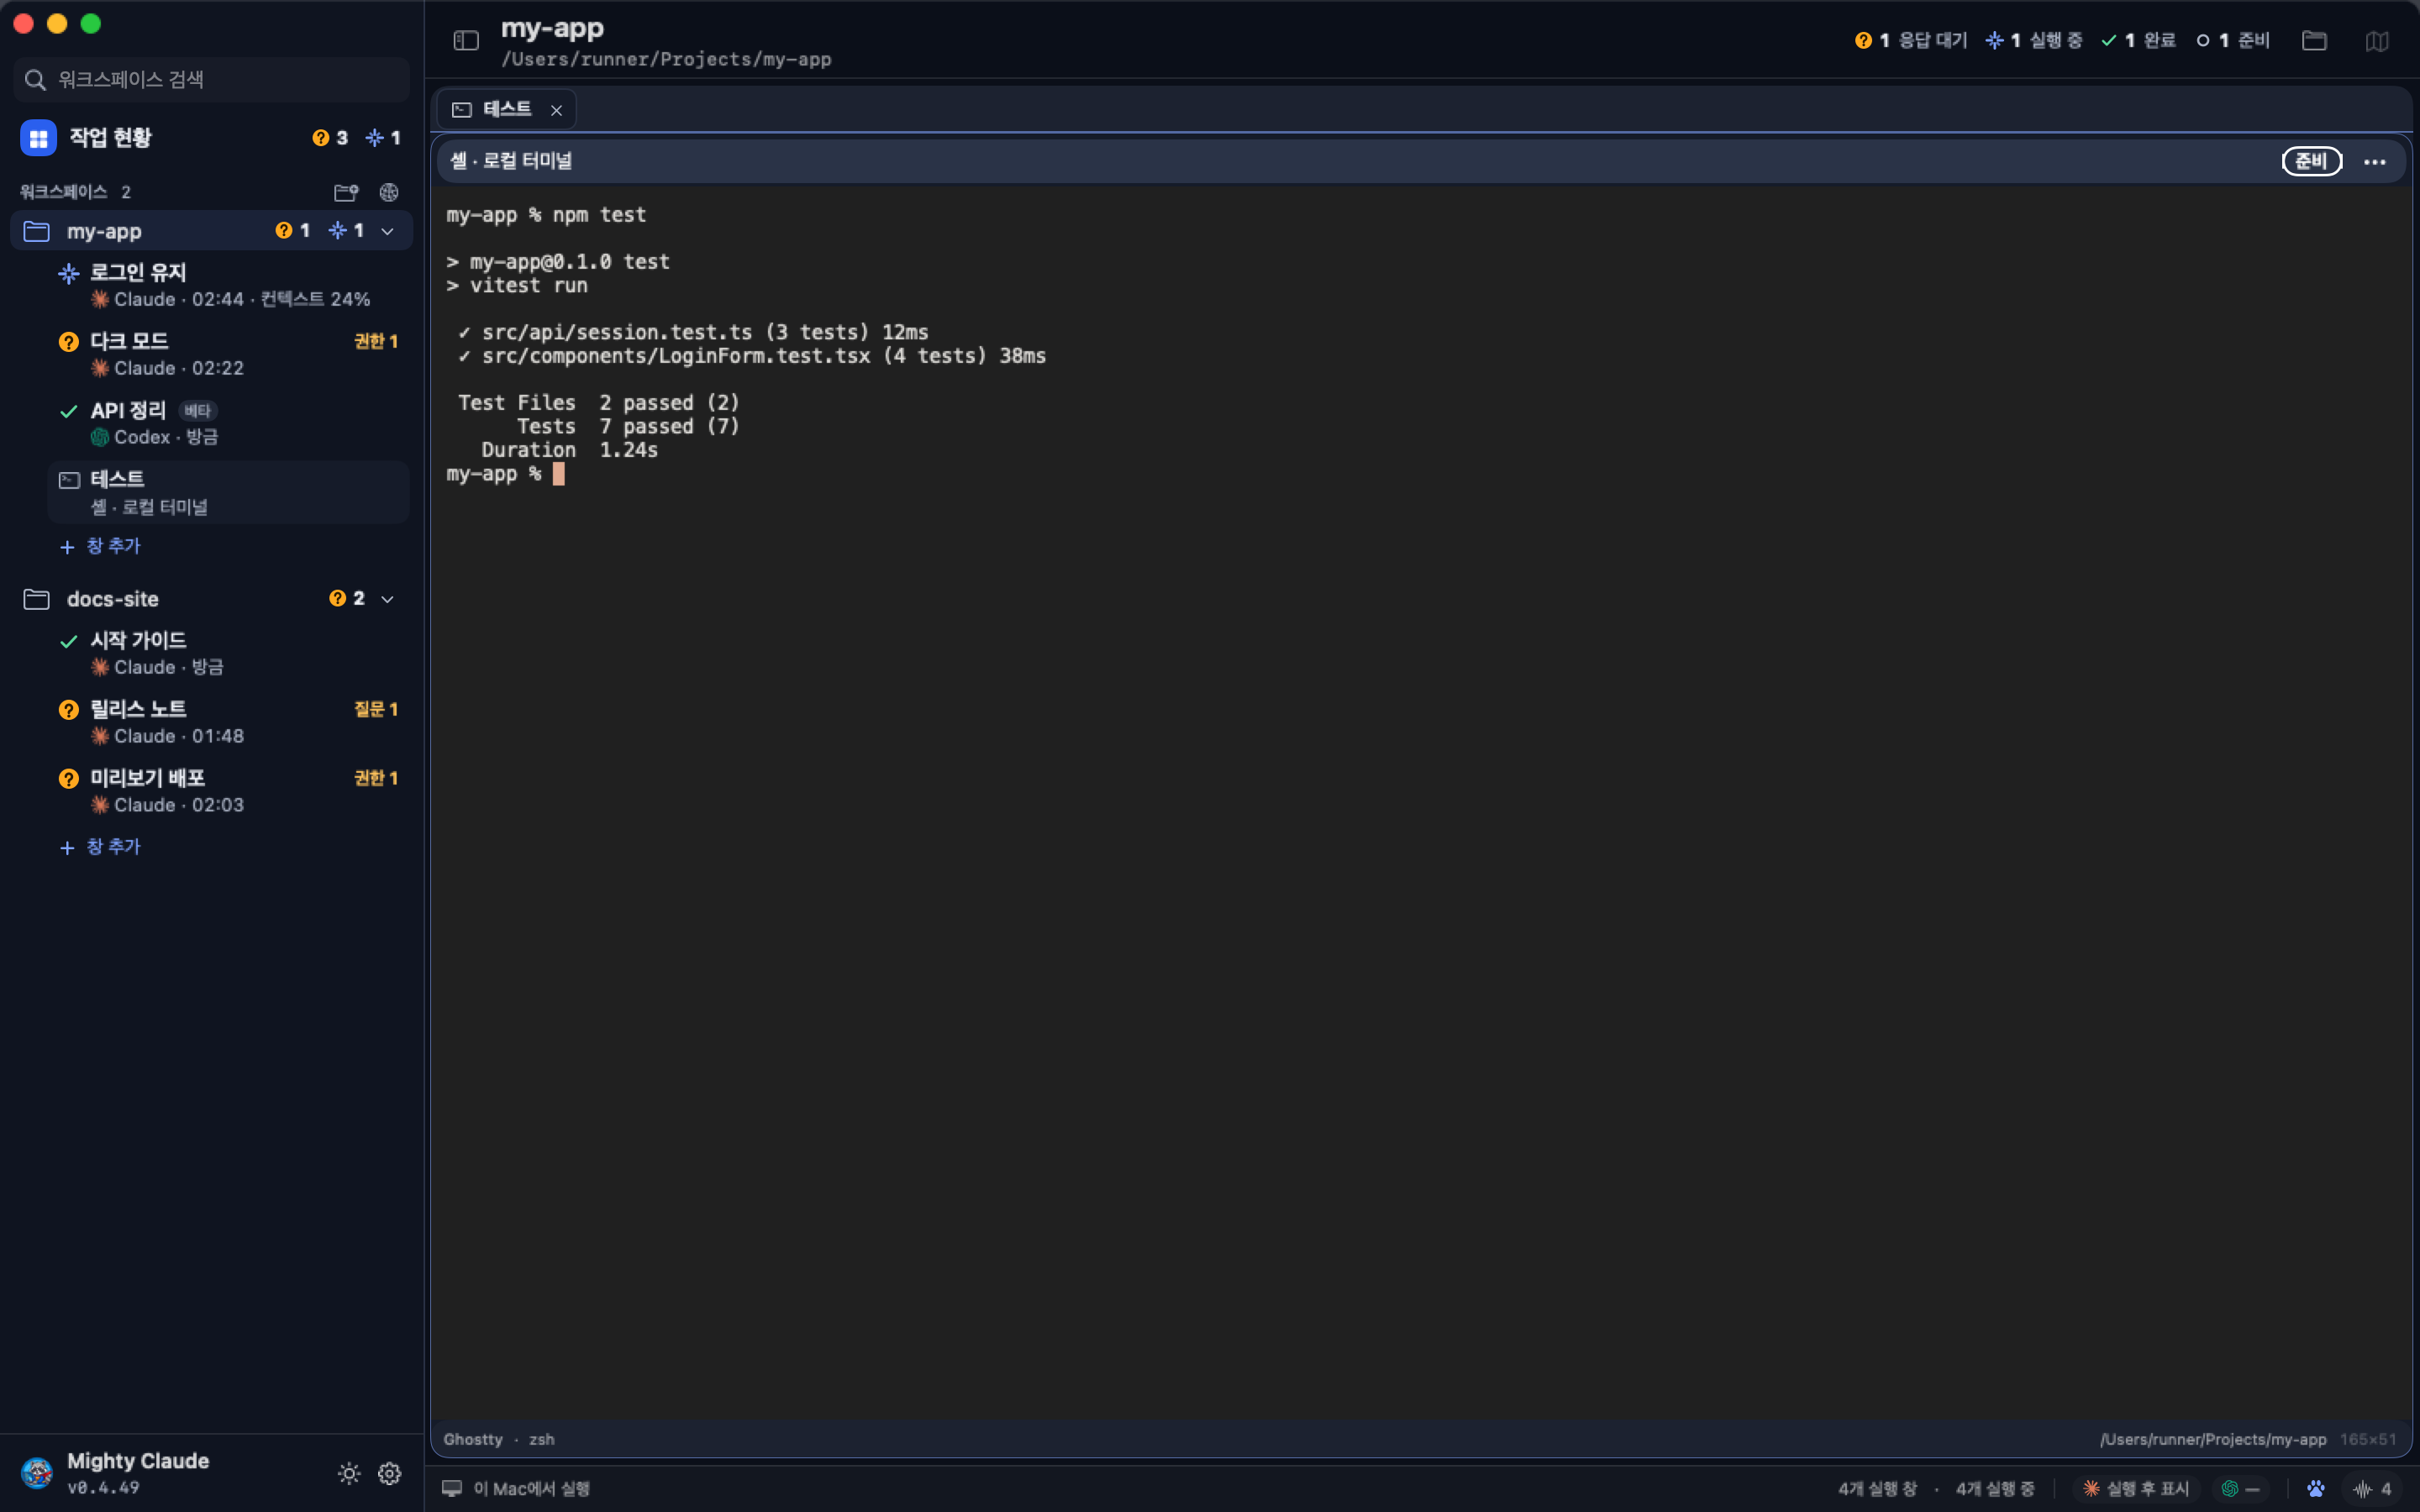 워크스페이스 검색
작업 현황 3 1
워크스페이스 2
my-app 1 1
로그인 유지
Claude · 02:44 · 컨텍스트 24%
다크 모드 권한 1
Claude · 02:22
API 정리 베타
Codex · 방금
테스트
셸 · 로컬 터미널
+ 창 추가
docs-site 2
시작 가이드
Claude · 방금
릴리스 노트 질문 1
Claude · 01:48
미리보기 배포 권한 1
Claude · 02:03
+ 창 추가
Mighty Claude
v0.4.49
my-app
/Users/runner/Projects/my-app
1 응답 대기 1 실행 중 1 완료 1 준비
테스트
셸 · 로컬 터미널 준비
my-app % npm test
> my-app@0.1.0 test
> vitest run
✓ src/api/session.test.ts (3 tests) 12ms
✓ src/components/LoginForm.test.tsx (4 tests) 38ms
Test Files 2 passed (2)
Tests 7 passed (7)
Duration 1.24s
my-app %
Ghostty · zsh /Users/runner/Projects/my-app 165×51
이 Mac에서 실행 4개 실행 창 · 4개 실행 중 실행 후 표시 — 4